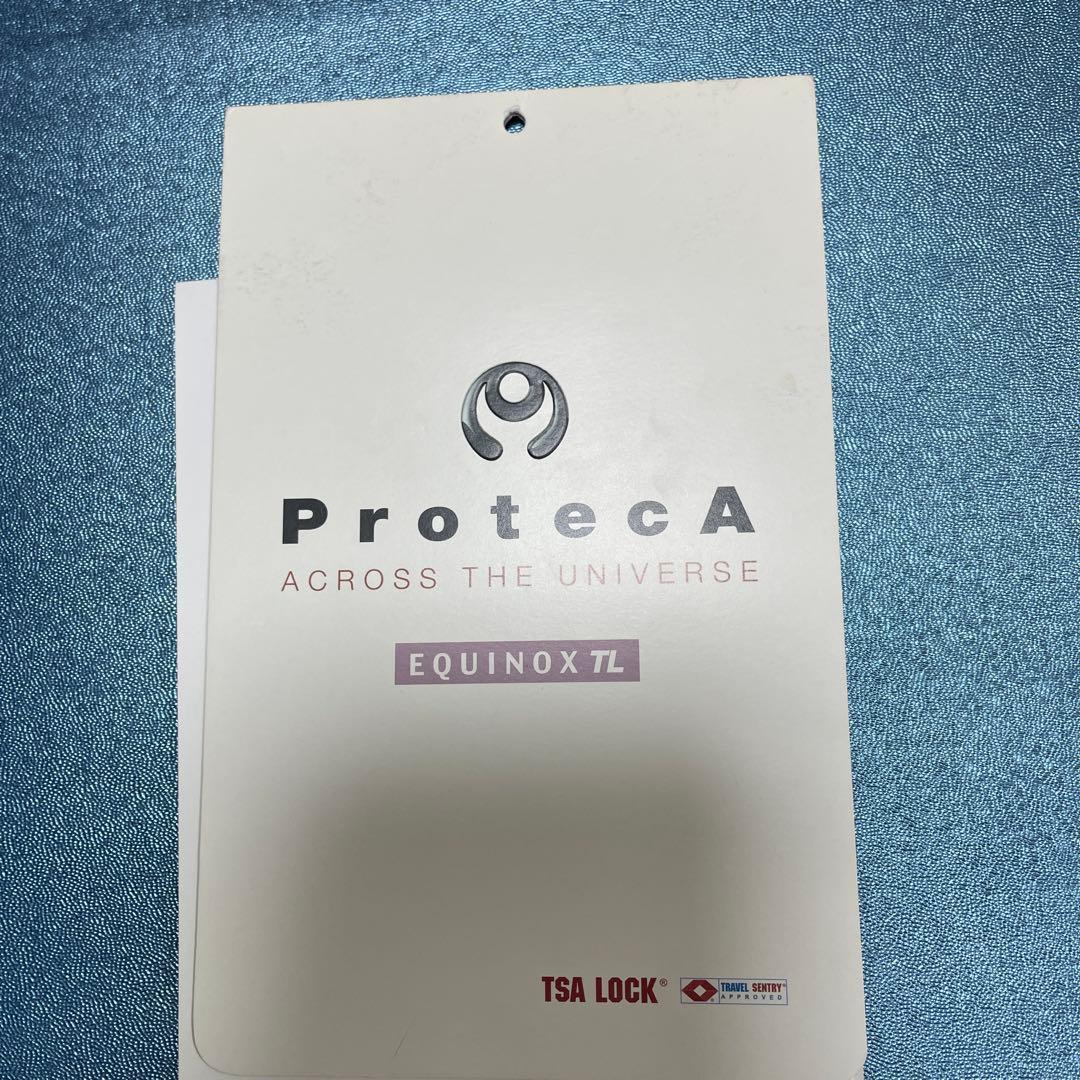 ProtecA
ACROSS THE UNIVERSE
EQUINOX TL
TSA LOCK®
TRAVEL SENTRY®
APPROVED